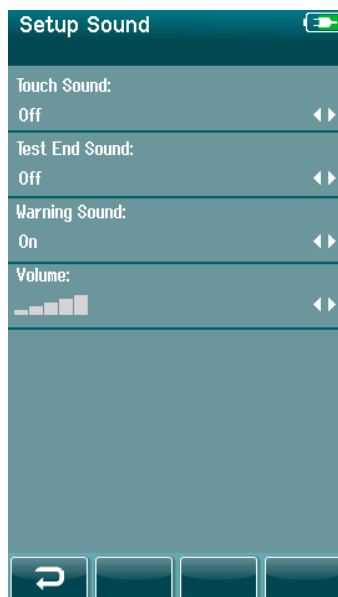 Setup Sound
Touch Sound:
Off
Test End Sound:
Off
Warning Sound:
On
Volume: